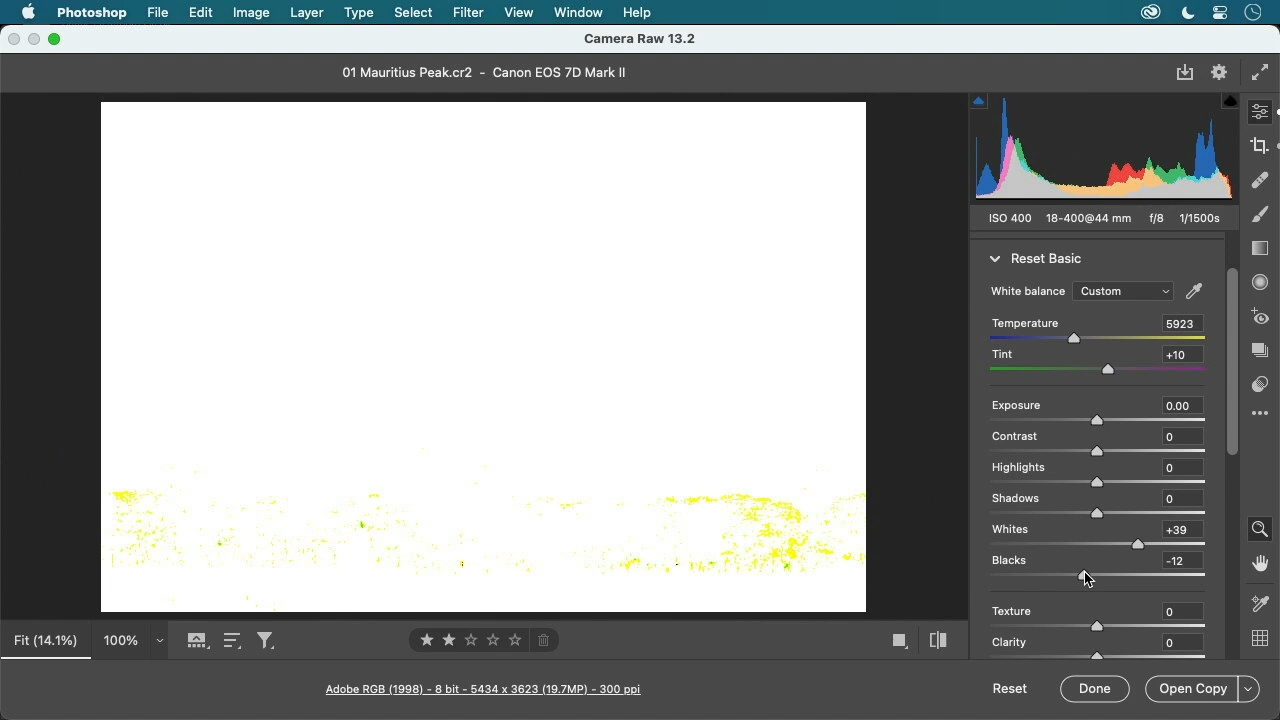 Photoshop File Edit Image Layer Type Select Filter View Window Help
Camera Raw 13.2
01 Mauritius Peak.cr2 - Canon EOS 7D Mark II
ISO 400 18-400@44 mm f/8 1/1500s
Reset Basic
White balance Custom
Temperature 5923
Tint +10
Exposure 0.00
Contrast 0
Highlights 0
Shadows 0
Whites +39
Blacks -12
Texture 0
Clarity 0
Fit (14.1%) 100%
Adobe RGB (1998) - 8 bit - 5434 x 3623 (19.7MP) - 300 ppi
Reset Done Open Copy